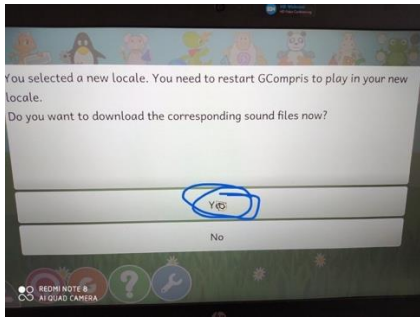 You selected a new locale. You need to restart GCompris to play in your new
locale.
Do you want to download the corresponding sound files now?
Yes
No
REDMI NOTE 8
AI QUAD CAMERA